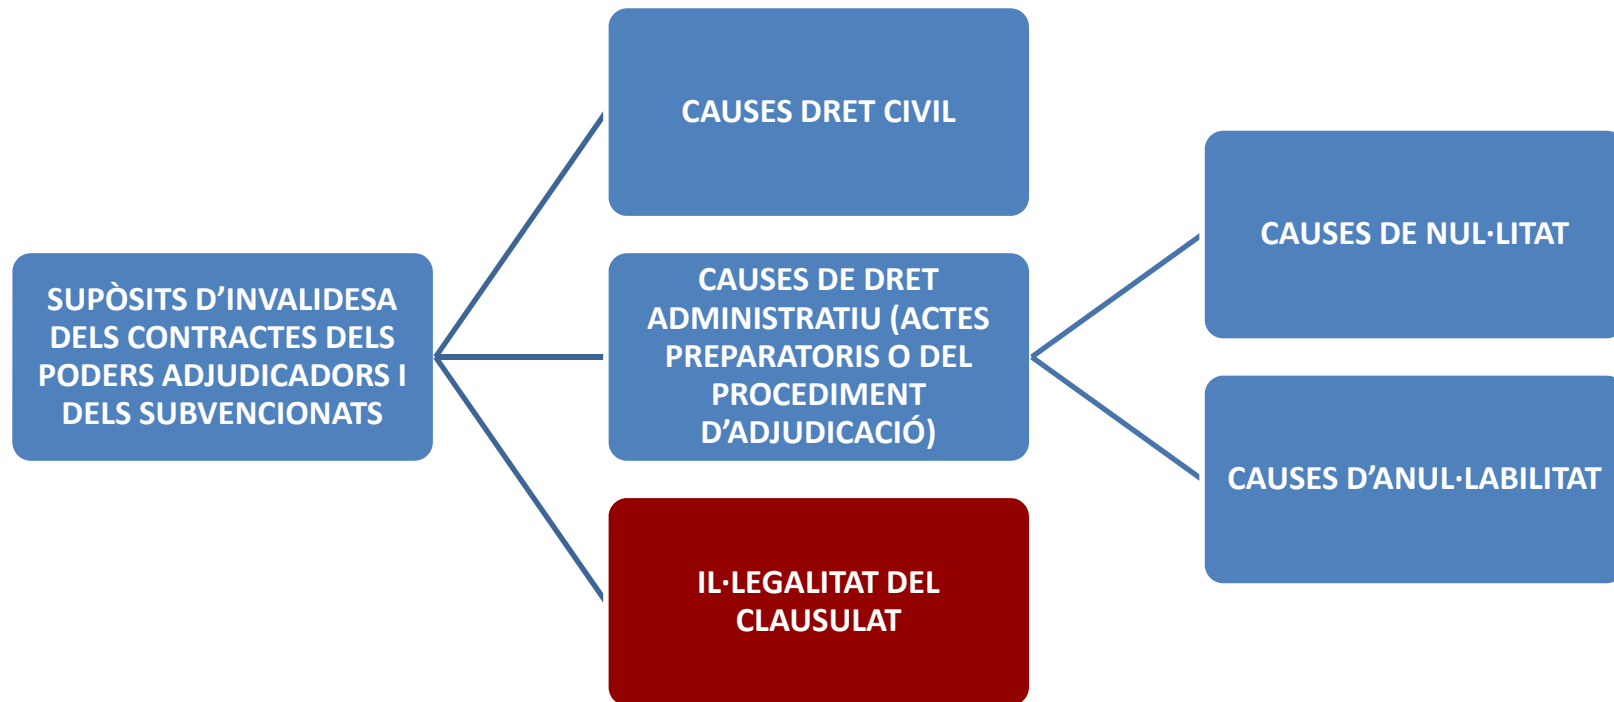 SUPÒSITS D’INVALIDESA
DELS CONTRACTES DELS
PODERS ADJUDICADORS I
DELS SUBVENCIONATS
CAUSES DRET CIVIL
CAUSES DE DRET
ADMINISTRATIU (ACTES
PREPARATORIS O DEL
PROCEDIMENT
D’ADJUDICACIÓ)
CAUSES DE NUL·LITAT
CAUSES D’ANUL·LABILITAT
IL·LEGALITAT DEL
CLAUSULAT